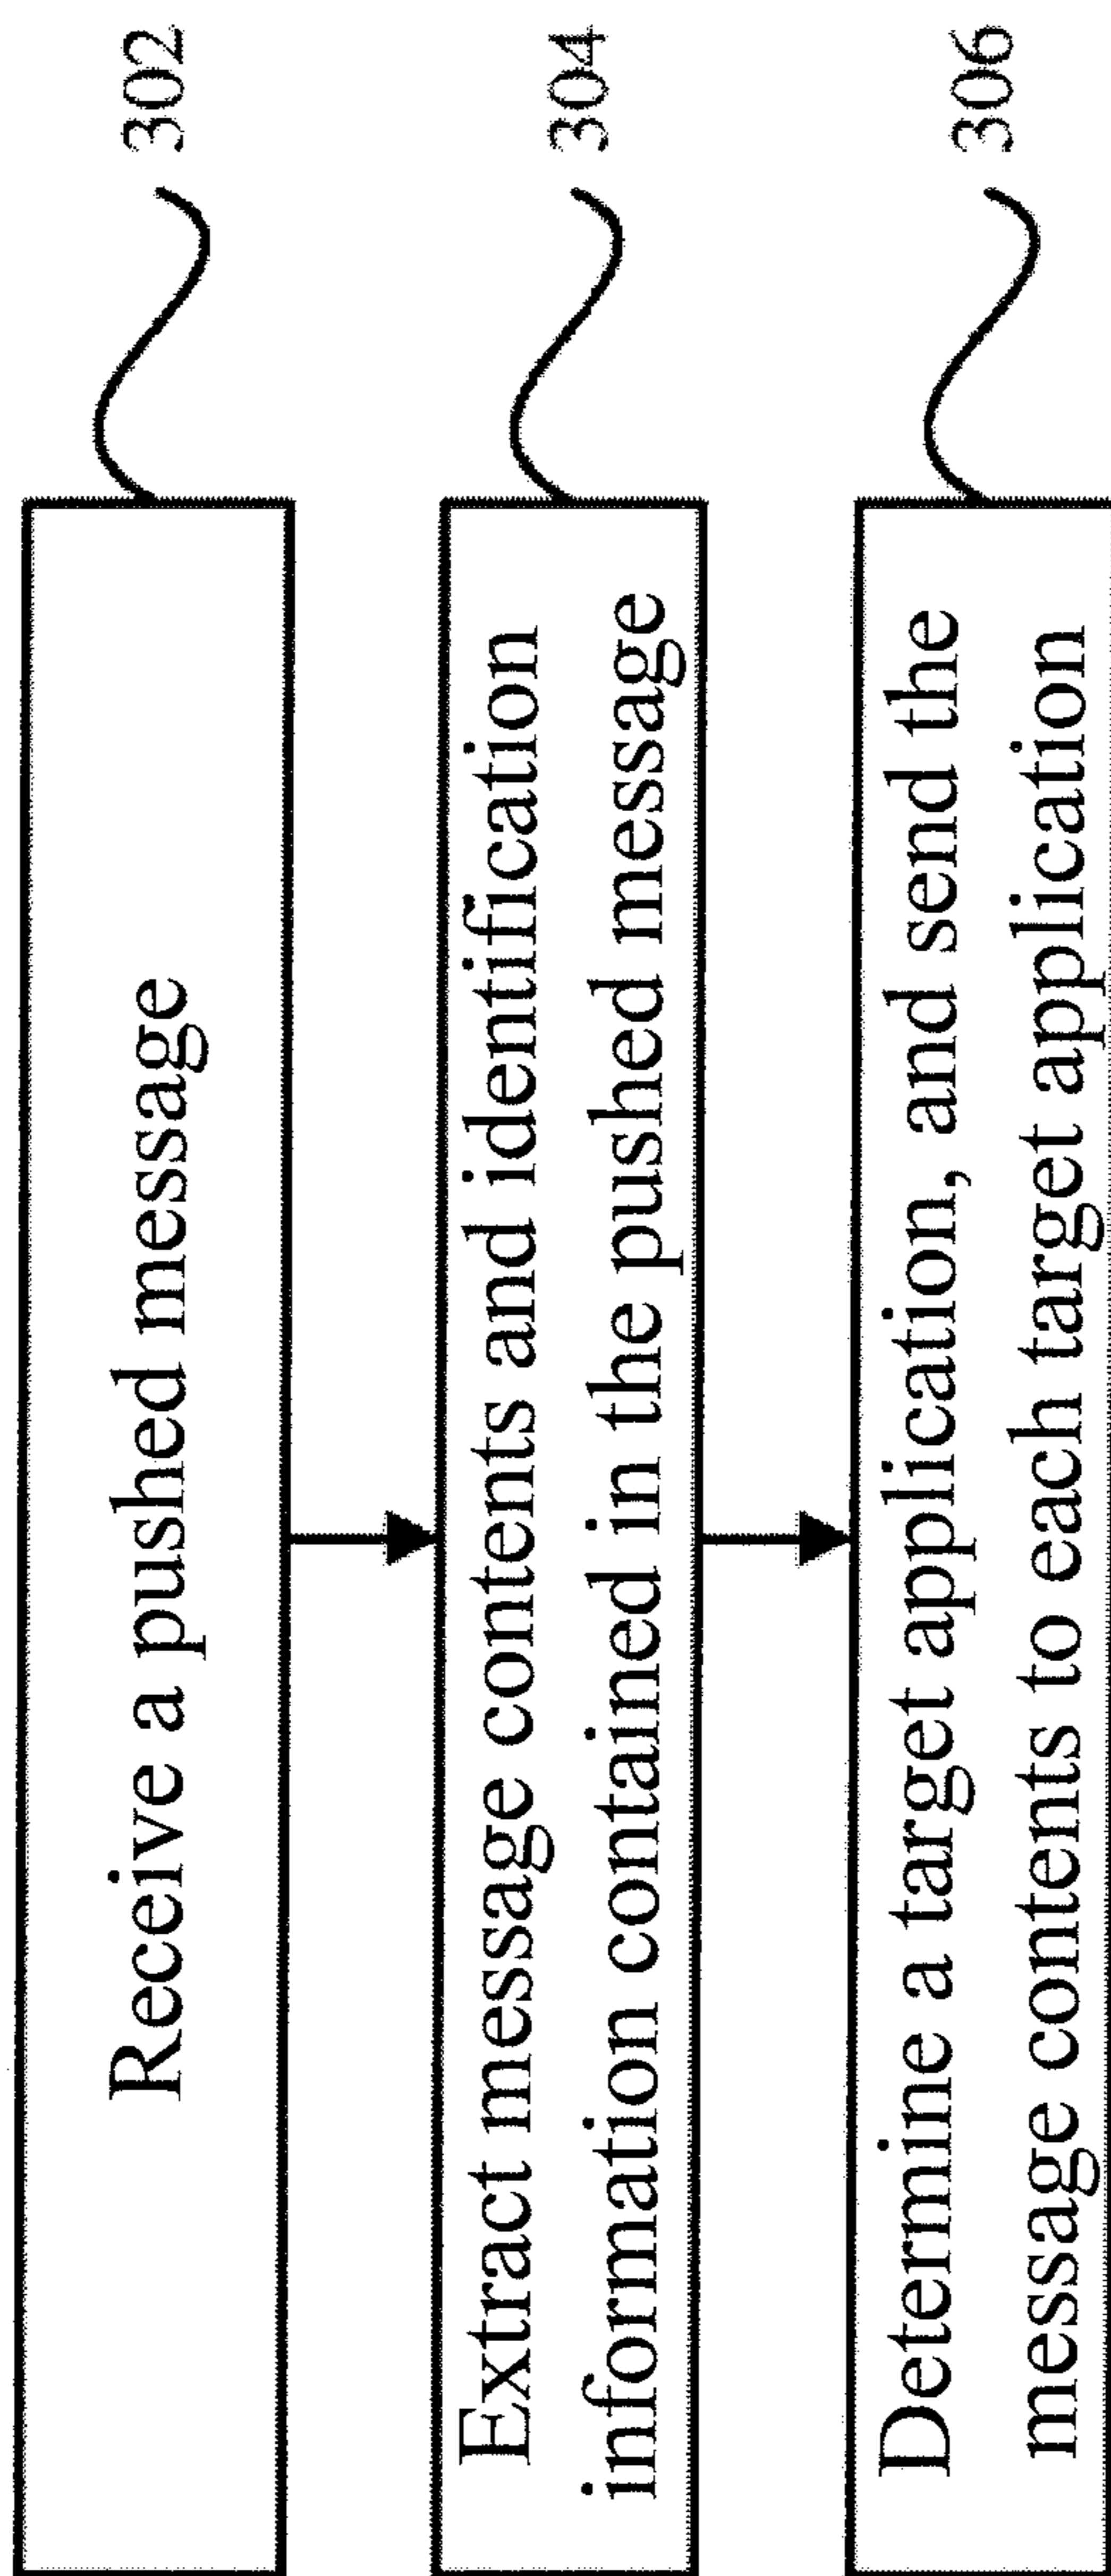 Receive a pushed message
302
Extract message contents and identification
information contained in the pushed message
304
Determine a target application, and send the
message contents to each target application
306